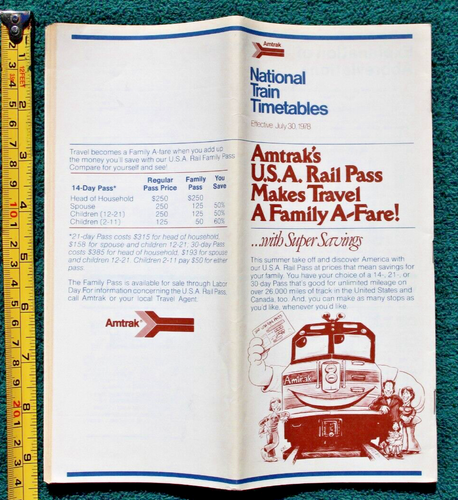 Travel becomes a Family A-fare when you add up
the money you'll save with our U.S.A. Rail Family Pass.
Compare for yourself and see!
14-Day Pass* Regular Pass Price Family Pass You Save
Head of Household $250 $250
Spouse 250 125 50%
Children (12-21) 250 125 50%
Children (2-11) 125 50 60%
*21-day Pass costs $315 for head of household,
$158 for spouse and children 12-21. 30-day Pass
costs $385 for head of household, $193 for spouse
and children 12-21. Children 2-11 pay $50 for either
pass.
The Family Pass is available for sale through Labor
Day. For information concerning the U.S.A. Rail Pass,
call Amtrak or your local Travel Agent.
Amtrak
Amtrak
National
Train
Timetables
Effective July 30, 1978
Amtrak's
U.S.A. Rail Pass
Makes Travel
A Family A-Fare!
...with Super Savings
This summer take off and discover America with
our U.S.A. Rail Pass at prices that mean savings for
your family. You have your choice of a 14-, 21-, or
30-day Pass that's good for unlimited mileage on
over 26,000 miles of track in the United States and
Canada, too. And, you can make as many stops as
you'd like, whenever you'd like.
Amtrak